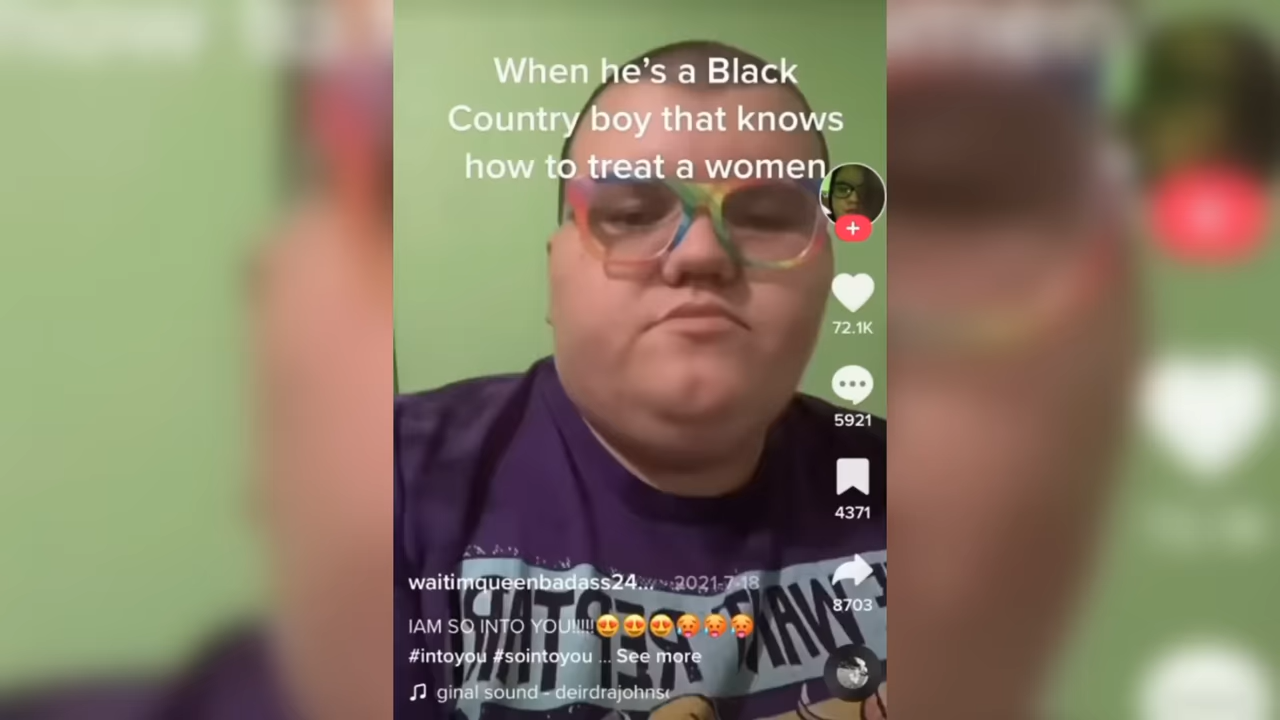 When he's a Black
Country boy that knows
how to treat a women
72.1K
5921
4371
8703
waitimqueenbadass24... 2021-7-18
IAM SO INTO YOU!!!!!😍😍😍🥵🥵🥵
#intoyou #sointoyou ... See more
ginal sound - deirdrajohns